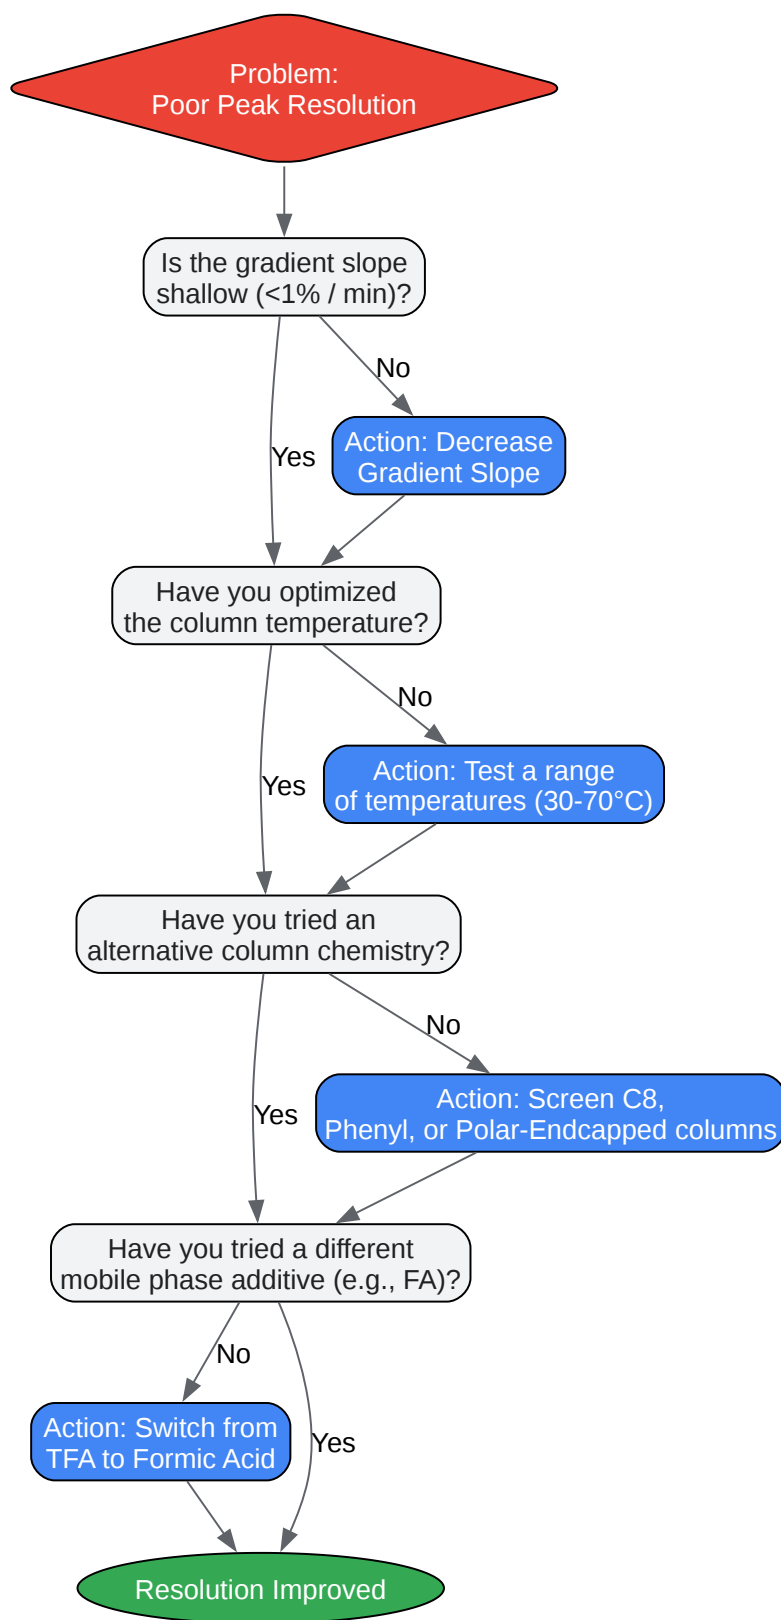 Problem:
Poor Peak Resolution
Is the gradient slope
shallow (<1% / min)?
No
Action: Decrease
Gradient Slope
Yes
Have you optimized
the column temperature?
No
Action: Test a range
of temperatures (30-70°C)
Yes
Have you tried an
alternative column chemistry?
No
Action: Screen C8,
Phenyl, or Polar-Endcapped columns
Yes
Have you tried a different
mobile phase additive (e.g., FA)?
No
Action: Switch from
TFA to Formic Acid
Yes
Resolution Improved